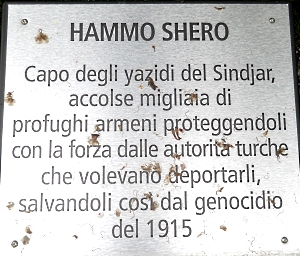 HAMMO SHERO
Capo degli yazidi del Sindjar,
accolse migliaia di
profughi armeni proteggendoli
con la forza dalle autorità turche
che volevano deportarli,
salvandoli così dal genocidio
del 1915